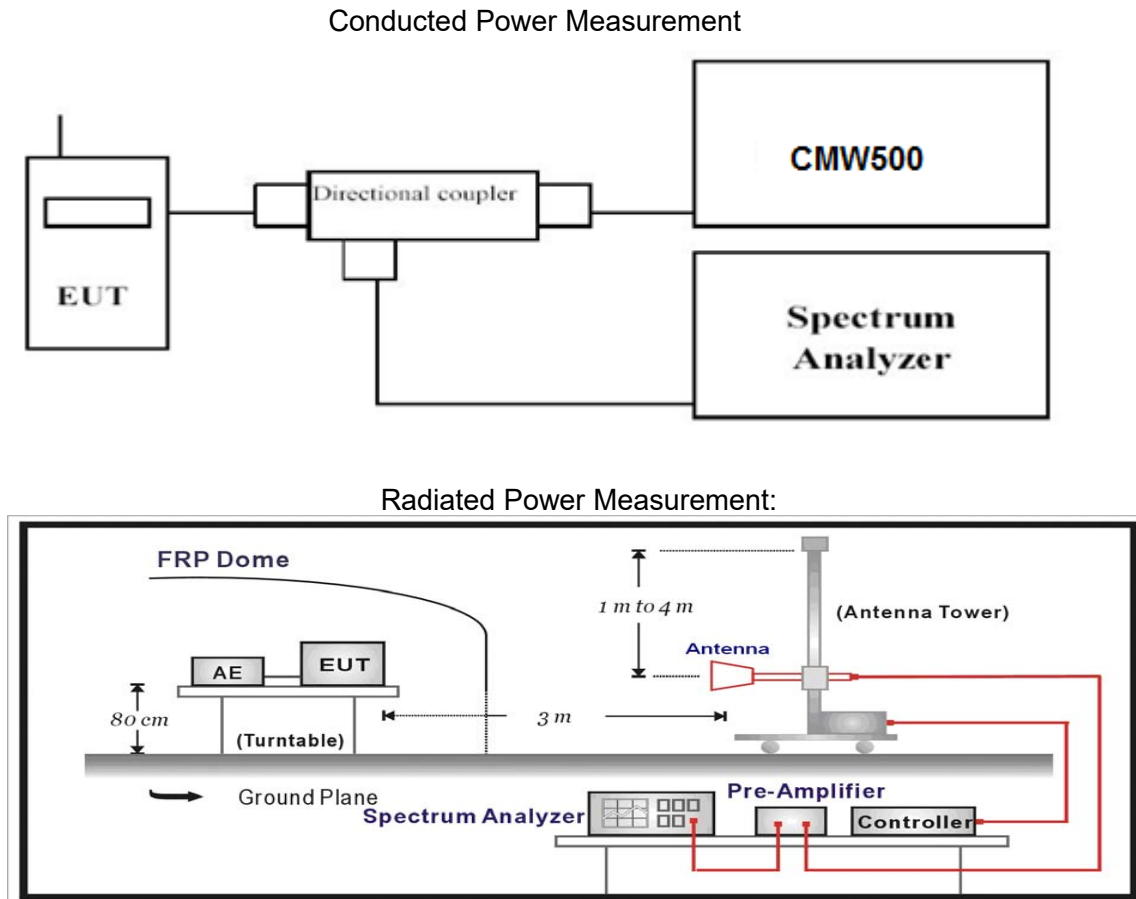 Conducted Power Measurement
CMW500
Directional coupler
EUT
Spectrum
Analyzer
Radiated Power Measurement:
FRP Dome
1 m to 4 m
(Antenna Tower)
Antenna
AE
EUT
80 cm
(Turntable)
3 m
Ground Plane
Spectrum Analyzer
Pre-Amplifier
Controller